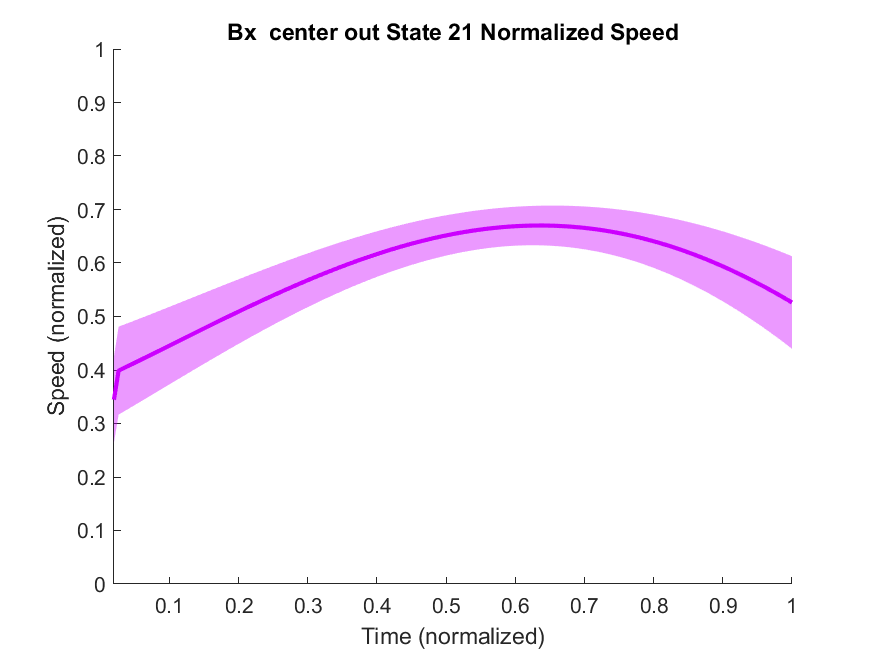 Bx  center out State 21 Normalized Speed
1
0.9
0.8
0.7
0.6
0.5
0.4
0.3
0.2
0.1
0
Speed (normalized)
0.1 0.2 0.3 0.4 0.5 0.6 0.7 0.8 0.9 1
Time (normalized)